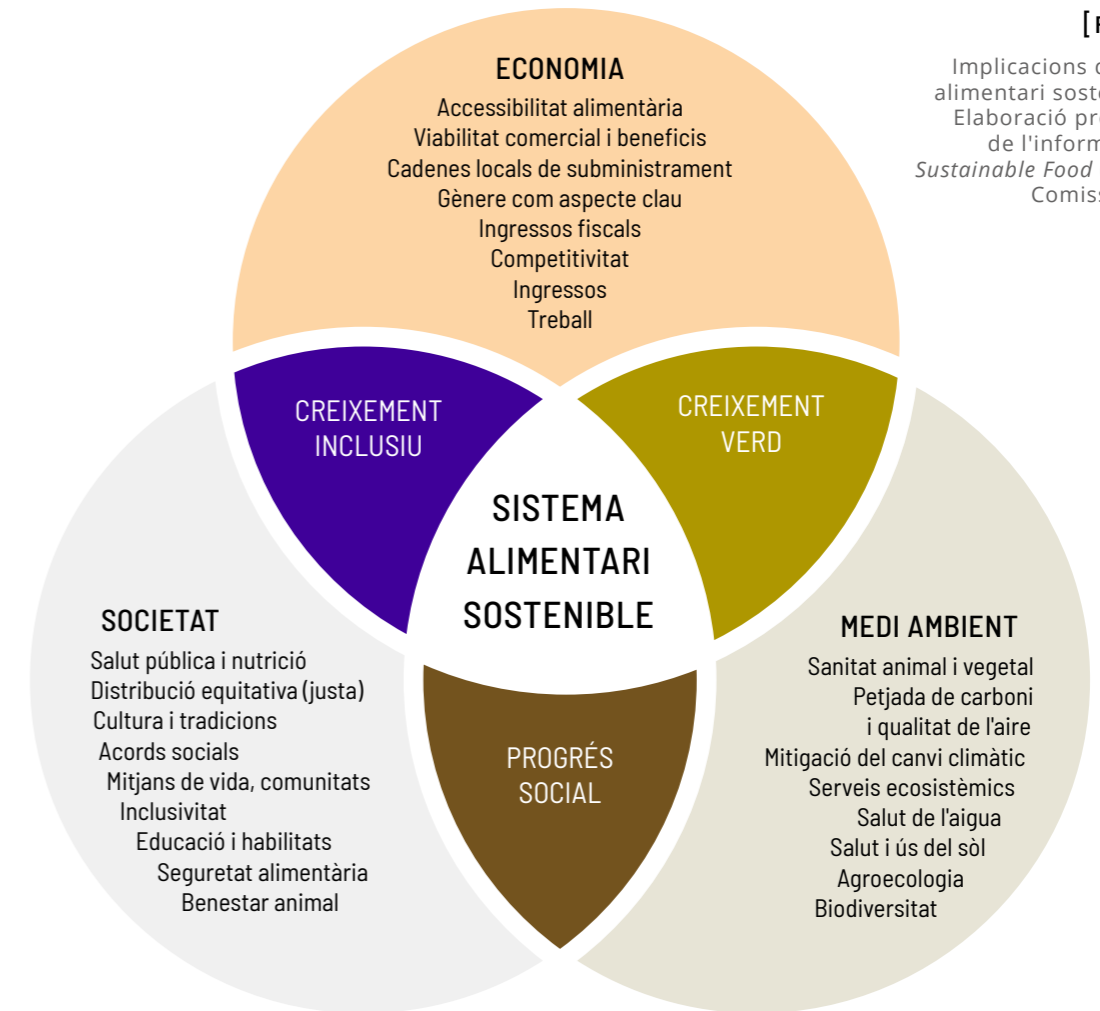 [
Implicacions
alimentari
Elaboració
de
Sustainable Food
ECONOMIA
Accessibilitat alimentària
Viabilitat comercial i beneficis
Cadenes locals de subministrament
Gènere com aspecte clau
Ingressos fiscals
Competitivitat
Ingressos
Treball
CREIXEMENT
INCLUSIU
CREIXEMENT
VERD
SISTEMA
ALIMENTARI
SOSTENIBLE
SOCIETAT
Salut pública i nutrició
Distribució equitativa (justa)
Cultura i tradicions
Acords socials
Mitjans de vida, comunitats
Inclusivitat
Educació i habilitats
Seguretat alimentària
Benestar animal
MEDI AMBIENT
Sanitat animal i vegetal
Petjada de carboni
i qualitat de l'aire
Mitigació del canvi climàtic
Serveis ecosistèmics
Salut de l'aigua
Salut i ús del sòl
Agroecologia
Biodiversitat
PROGRÉS
SOCIAL